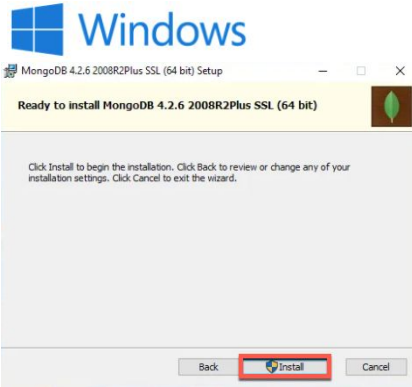 Windows
MongoDB 4.2.6 2008R2Plus SSL (64 bit) Setup
Ready to install MongoDB 4.2.6 2008R2Plus SSL (64 bit)
Click Install to begin the installation. Click Back to review or change any of your
installation settings. Click Cancel to exit the wizard.
Back Install Cancel